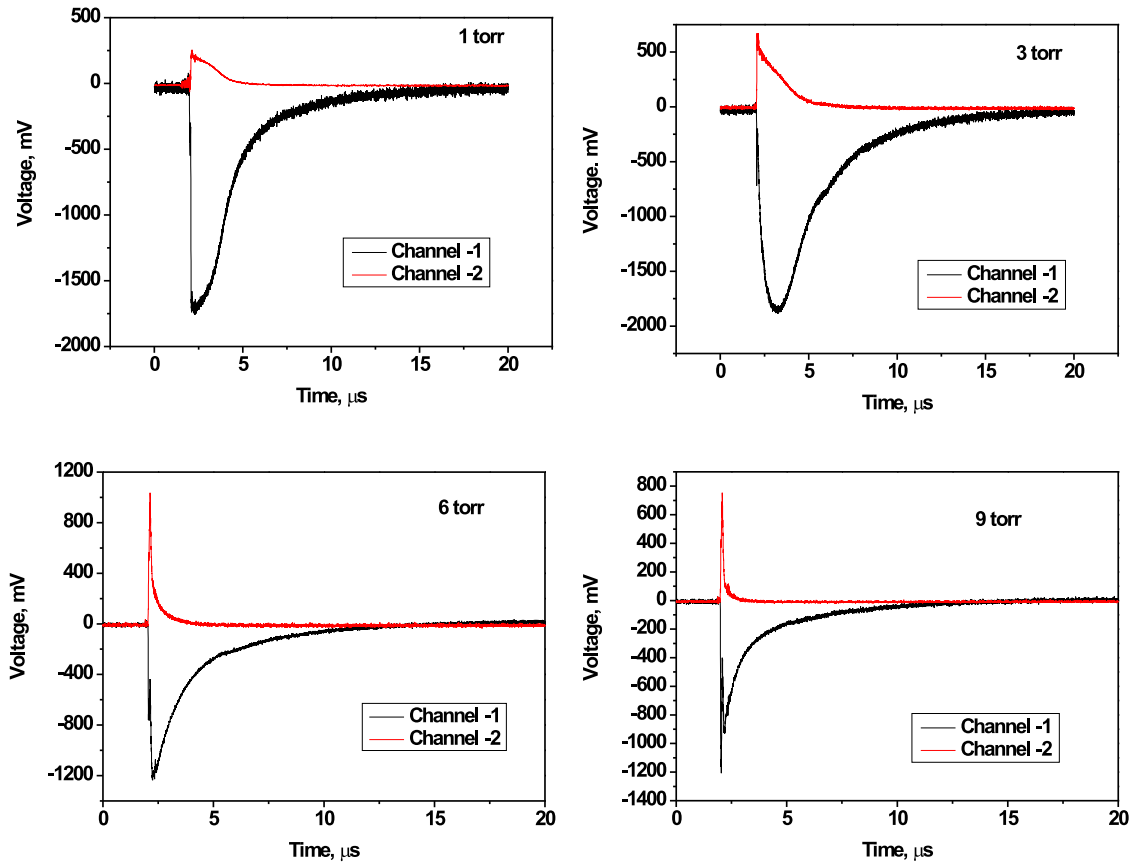 1 torr
500
0
-500
-1000
-1500
-2000
Voltage, mV
Channel -1
Channel -2
0 5 10 15 20
Time, μs
3 torr
500
0
-500
-1000
-1500
-2000
Voltage. mV
Channel -1
Channel -2
0 5 10 15 20
Time, μs
6 torr
1200
800
400
0
-400
-800
-1200
Voltage, mV
Channel -1
Channel -2
0 5 10 15 20
Time, μs
9 torr
800
600
400
200
0
-200
-400
-600
-800
-1000
-1200
-1400
Voltage, mV
Channel -1
Channel -2
0 5 10 15 20
Time, μs